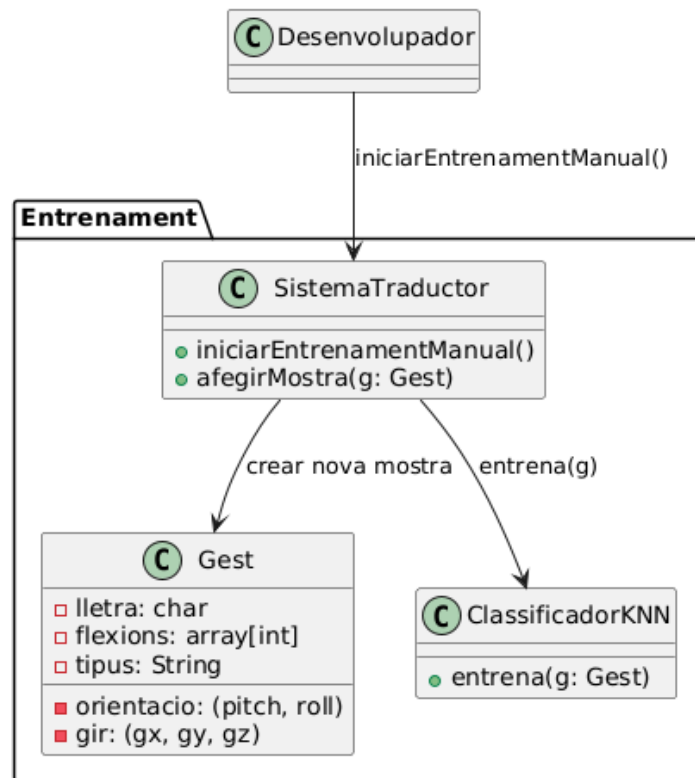 C Desenvolupador
iniciarEntrenamentManual()
Entrenament
C SistemaTraductor
iniciarEntrenamentManual()
afegirMostra(g: Gest)
crear nova mostra
entrena(g)
C Gest
lletra: char
flexions: array[int]
tipus: String
orientacio: (pitch, roll)
gir: (gx, gy, gz)
C ClassificadorKNN
entrena(g: Gest)